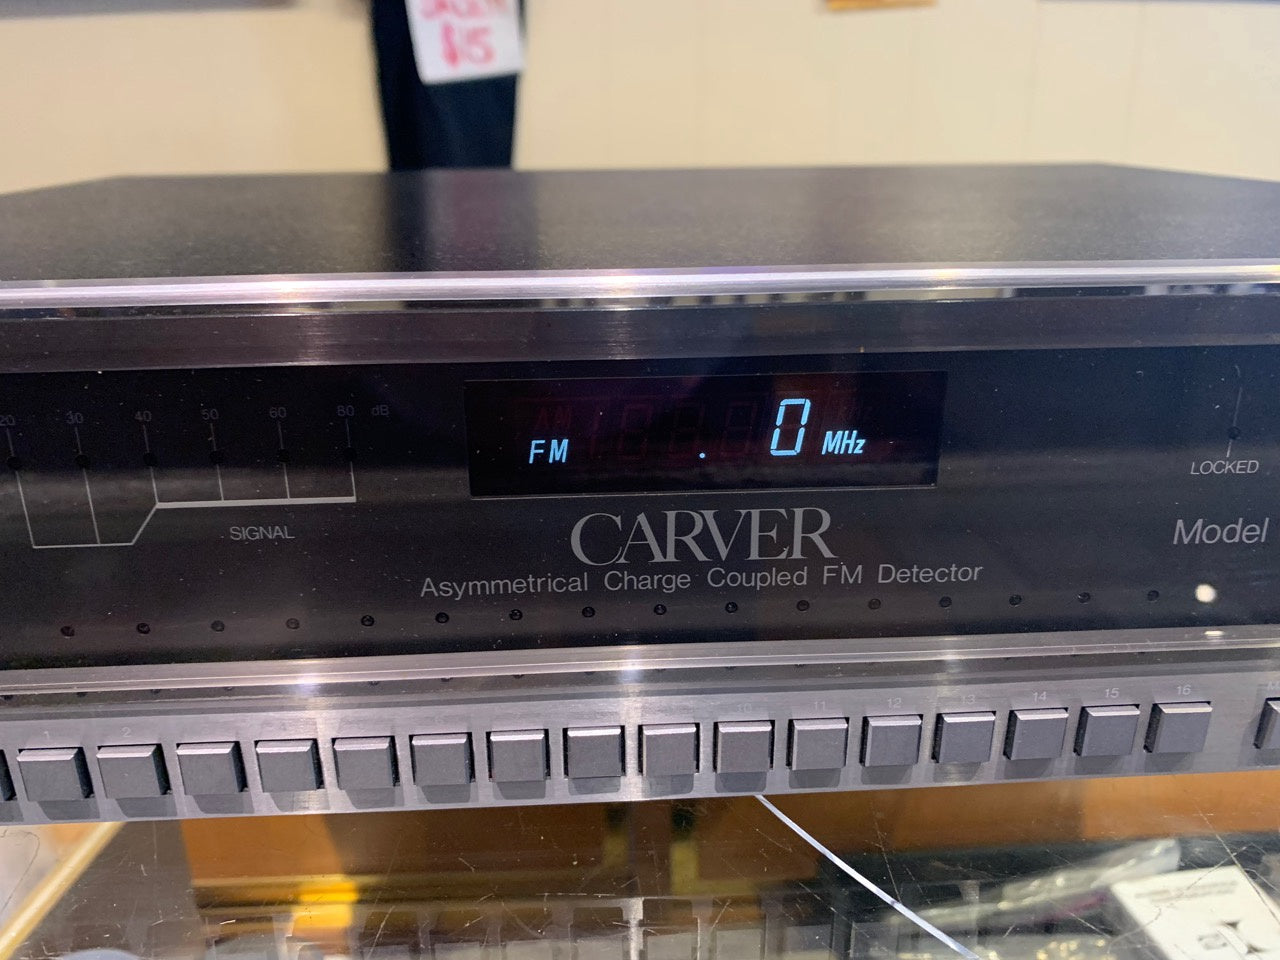 $15
20 30 40 50 60 80 dB
SIGNAL
FM . 0 MHz
LOCKED
CARVER
Model
Asymmetrical Charge Coupled FM Detector
1 2 10 11 12 13 14 15 16